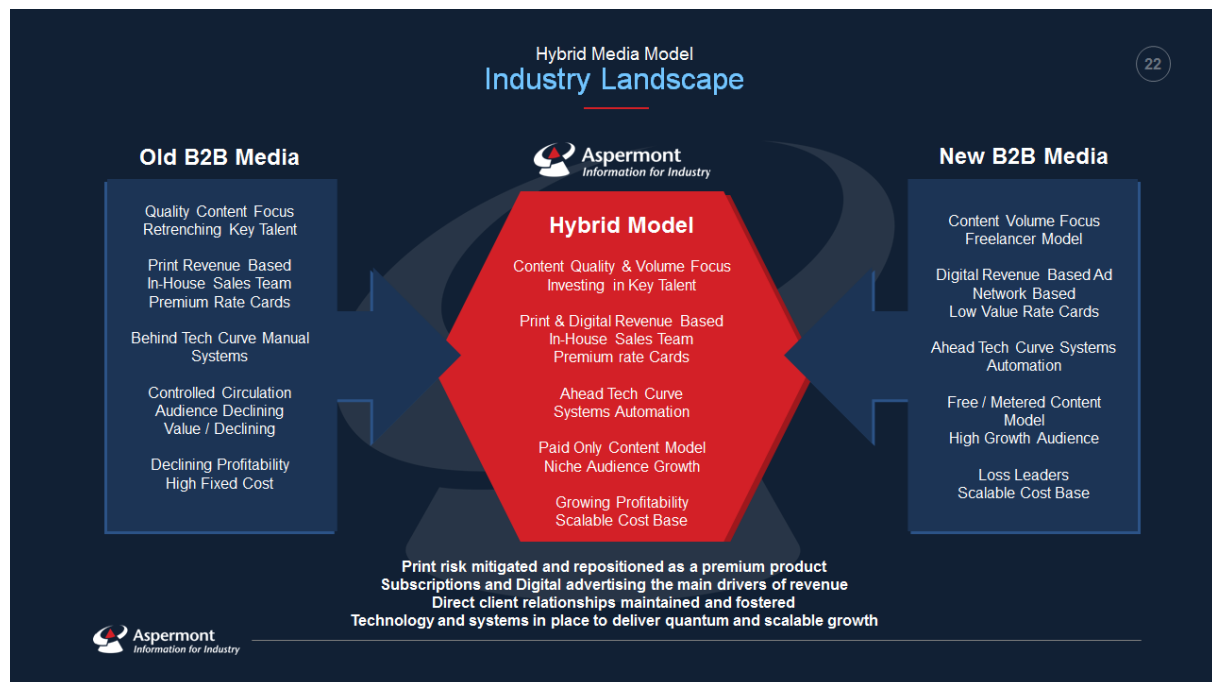 Hybrid Media Model
Industry Landscape
22
Old B2B Media
Quality Content Focus
Retrenching Key Talent
Print Revenue Based
In-House Sales Team
Premium Rate Cards
Behind Tech Curve Manual
Systems
Controlled Circulation
Audience Declining
Value / Declining
Declining Profitability
High Fixed Cost
Aspermont
Information for Industry
Hybrid Model
Content Quality & Volume Focus
Investing in Key Talent
Print & Digital Revenue Based
In-House Sales Team
Premium rate Cards
Ahead Tech Curve
Systems Automation
Paid Only Content Model
Niche Audience Growth
Growing Profitability
Scalable Cost Base
New B2B Media
Content Volume Focus
Freelancer Model
Digital Revenue Based Ad
Network Based
Low Value Rate Cards
Ahead Tech Curve Systems
Automation
Free / Metered Content
Model
High Growth Audience
Loss Leaders
Scalable Cost Base
Print risk mitigated and repositioned as a premium product
Subscriptions and Digital advertising the main drivers of revenue
Direct client relationships maintained and fostered
Technology and systems in place to deliver quantum and scalable growth
Aspermont
Information for Industry